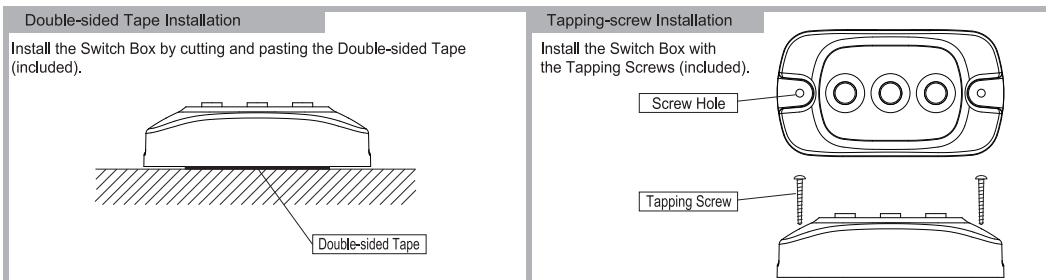 Double-sided Tape Installation
Install the Switch Box by cutting and pasting the Double-sided Tape
(included).
Double-sided Tape
Tapping-screw Installation
Install the Switch Box with
the Tapping Screws (included).
Screw Hole
Tapping Screw